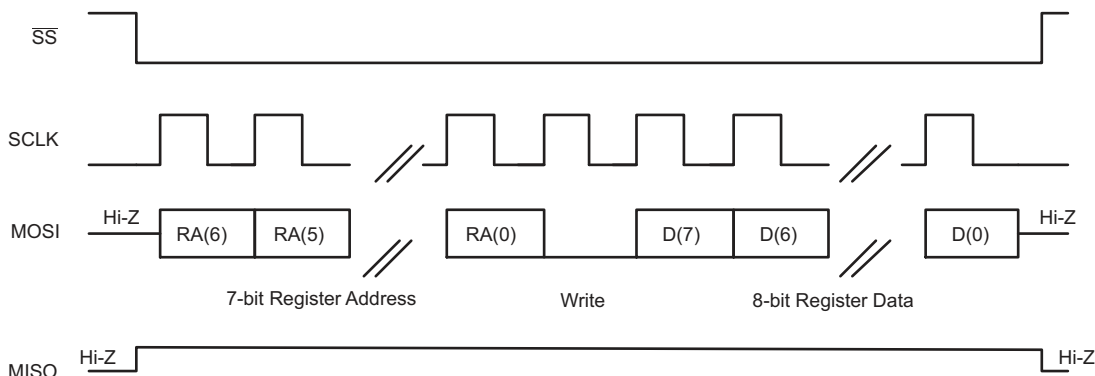 SS
SCLK
MOSI Hi-Z RA(6) RA(5) RA(0) D(7) D(6) D(0) Hi-Z
7-bit Register Address Write 8-bit Register Data
MISO Hi-Z Hi-Z